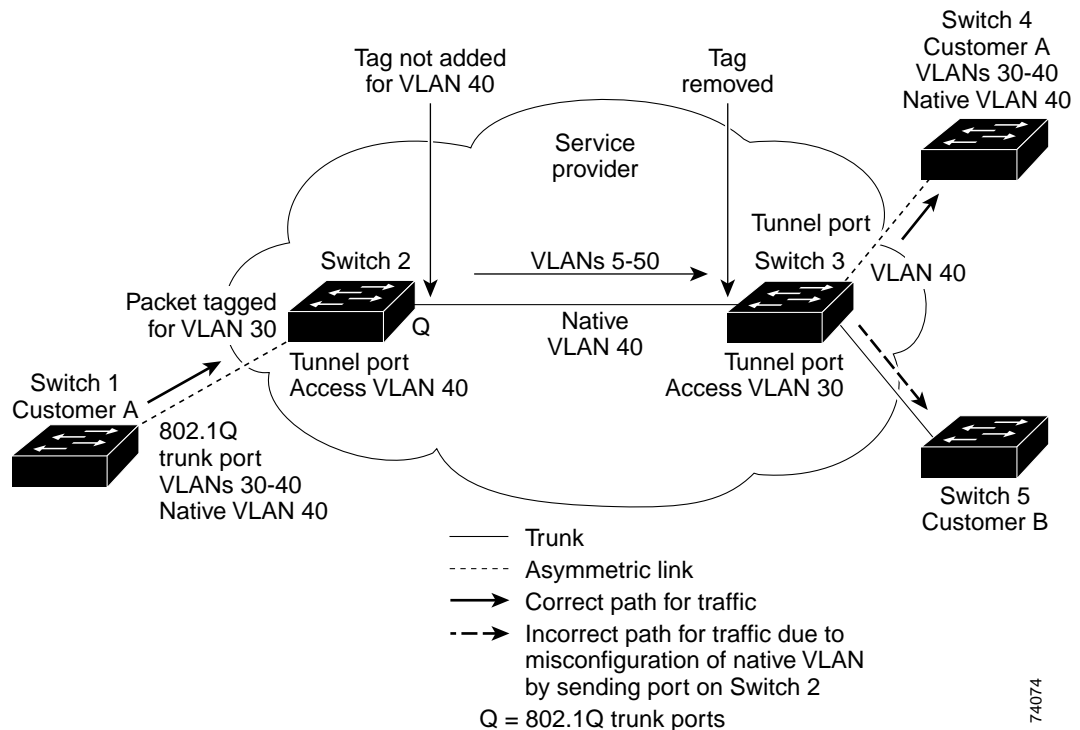 Tag not added
for VLAN 40
Tag
removed
Switch 4
Customer A
VLANs 30-40
Native VLAN 40
Service
provider
Tunnel port
Switch 2
VLANs 5-50
Switch 3
VLAN 40
Packet tagged
for VLAN 30
Q
Native
VLAN 40
Tunnel port
Access VLAN 40
Tunnel port
Access VLAN 30
Switch 1
Customer A
802.1Q
trunk port
VLANs 30-40
Native VLAN 40
Switch 5
Customer B
Trunk
Asymmetric link
Correct path for traffic
Incorrect path for traffic due to
misconfiguration of native VLAN
by sending port on Switch 2
Q = 802.1Q trunk ports
74074